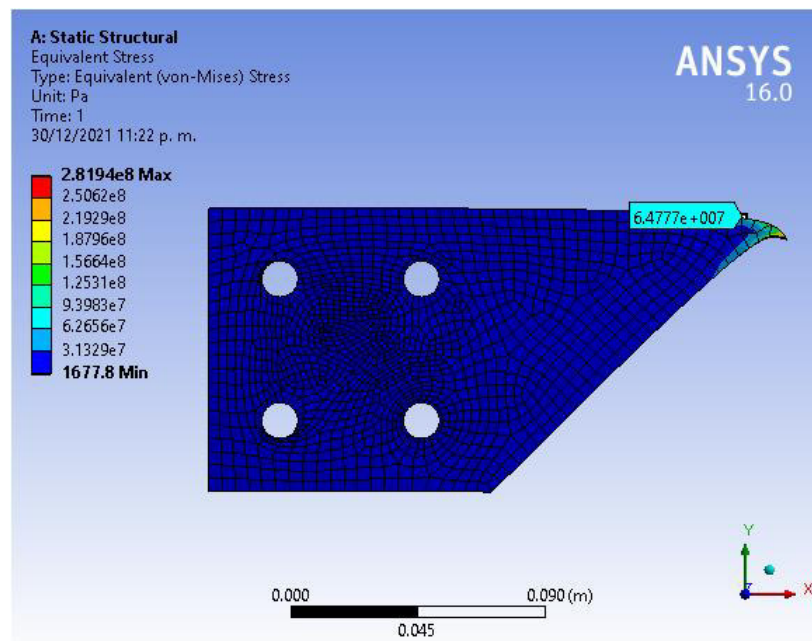 A: Static Structural
Equivalent Stress
Type: Equivalent (von-Mises) Stress
Unit: Pa
Time: 1
30/12/2021 11:22 p. m.
ANSYS
16.0
2.8194e8 Max
2.5062e8
2.1929e8
1.8796e8
1.5664e8
1.2531e8
9.3983e7
6.2656e7
3.1329e7
1677.8 Min
6.4777e+007
Y
X
Z
0.000
0.090 (m)
0.045